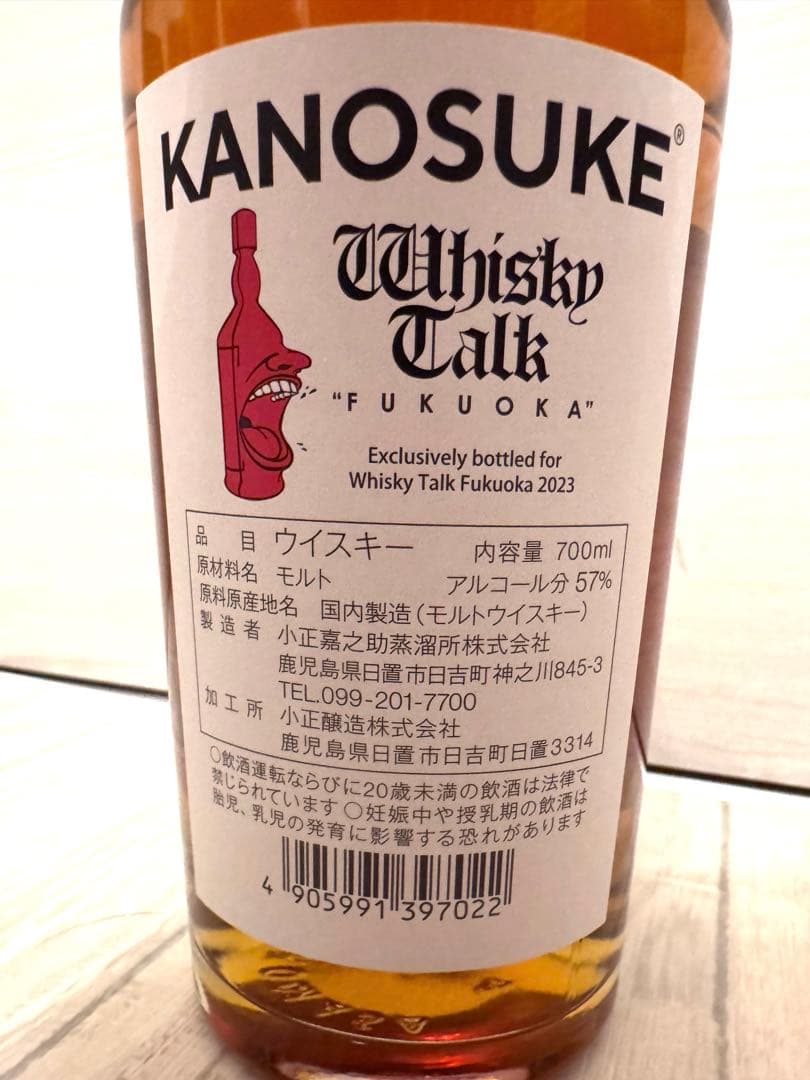 KANOSUKE®
Whisky
Talk
"FUKUOKA"
Exclusively bottled for
Whisky Talk Fukuoka 2023
品目 ウイスキー 内容量 700ml
原材料名 モルト アルコール分 57%
原料原産地名 国内製造（モルトウイスキー）
製造者 小正嘉之助蒸溜所株式会社
鹿児島県日置市日吉町神之川845-3
TEL.099-201-7700
加工所 小正醸造株式会社
鹿児島県日置市日吉町日置3314
○飲酒運転ならびに20歳未満の飲酒は法律で
禁じられています ○妊娠中や授乳期の飲酒は
胎児、乳児の発育に影響する恐れがあります
4 905991 397022